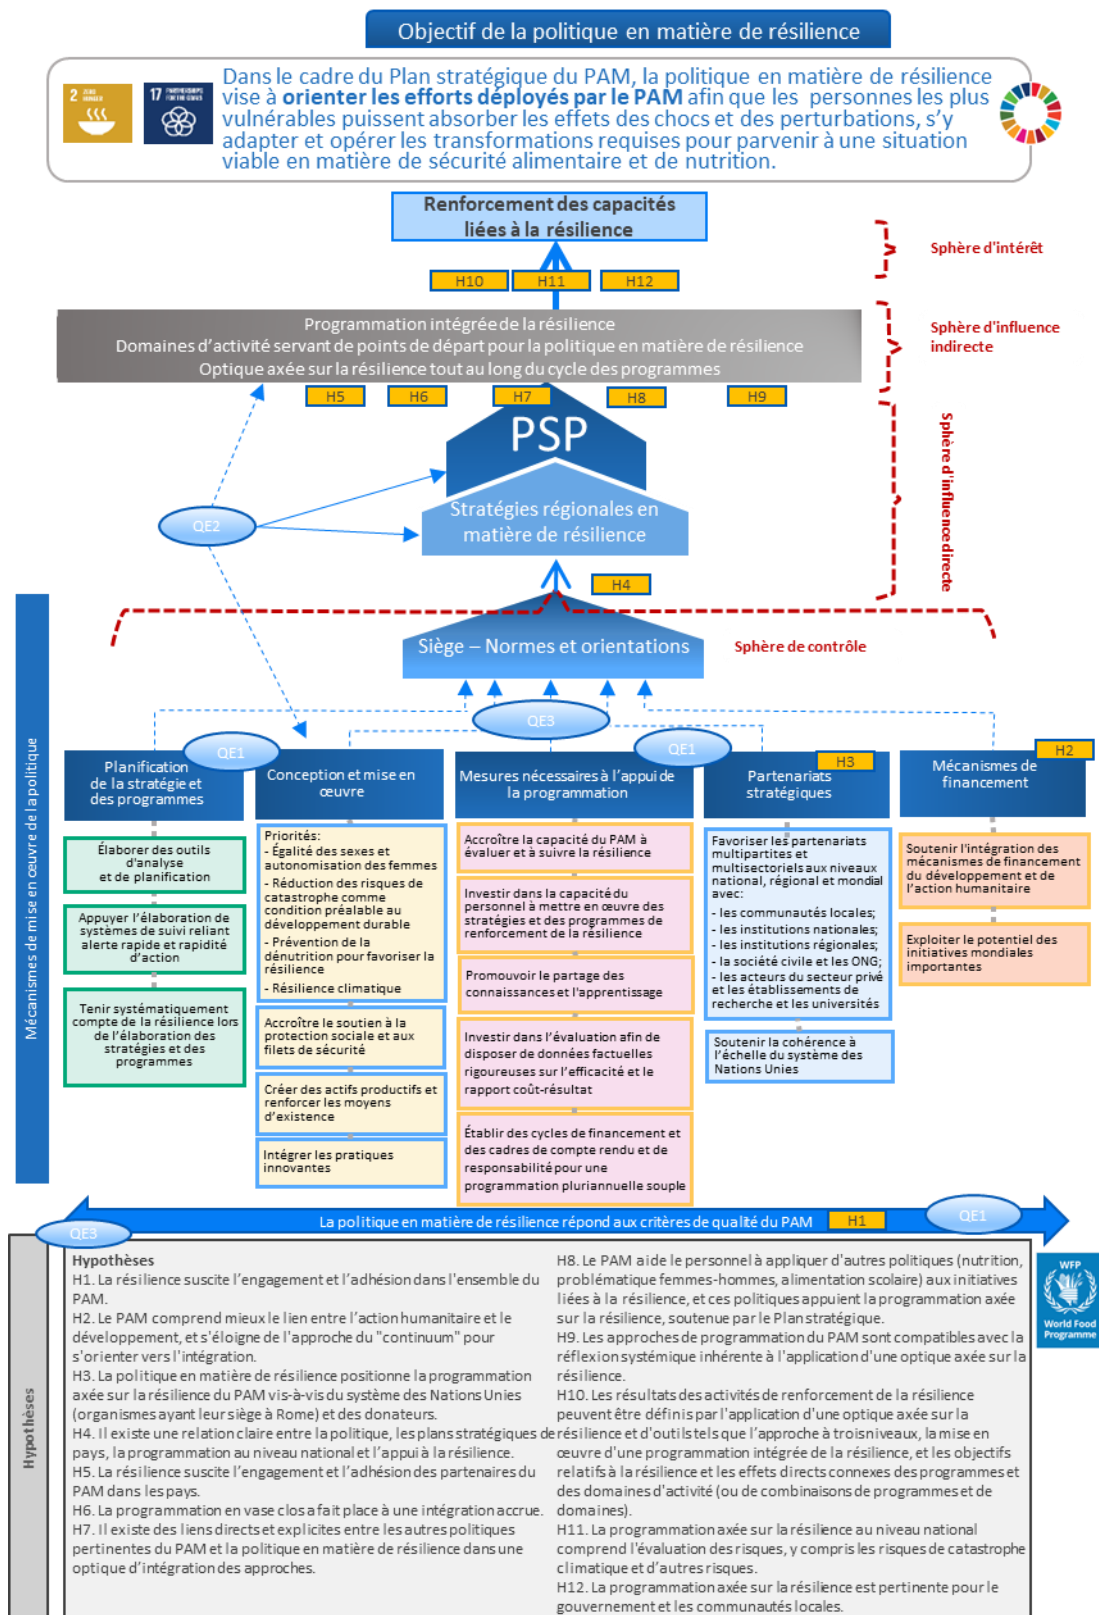 Objectif de la politique en matière de résilience
2 ZERO HUNGER
17 PARTNERSHIPS FOR THE GOALS
Dans le cadre du Plan stratégique du PAM, la politique en matière de résilience
vise à orienter les efforts déployés par le PAM afin que les personnes les plus
vulnérables puissent absorber les effets des chocs et des perturbations, s'y
adapter et opérer les transformations requises pour parvenir à une situation
viable en matière de sécurité alimentaire et de nutrition.
Renforcement des capacités
liées à la résilience
Sphère d'intérêt
H10
H11
H12
Programmation intégrée de la résilience
Domaines d'activité servant de points de départ pour la politique en matière de résilience
Optique axée sur la résilience tout au long du cycle des programmes
Sphère d'influence
indirecte
H5
H6
H7
H8
H9
PSP
Sphère d'influence directe
Stratégies régionales en
matière de résilience
QE2
H4
Siège – Normes et orientations
Sphère de contrôle
QE3
QE1
QE1
H3
H2
Mécanismes de mise en œuvre de la politique
Planification
de la stratégie et
des programmes
Élaborer des outils
d'analyse
et de planification
Appuyer l'élaboration de
systèmes de suivi reliant
alerte rapide et rapidité
d'action
Tenir systématiquement
compte de la résilience lors
de l'élaboration des
stratégies et des
programmes
Conception et mise en
œuvre
Priorités:
- Égalité des sexes et
autonomisation des femmes
- Réduction des risques de
catastrophe comme
condition préalable au
développement durable
- Prévention de la
dénutrition pour favoriser la
résilience
- Résilience climatique
Accroître le soutien à la
protection sociale et aux
filets de sécurité
Créer des actifs productifs et
renforcer les moyens
d'existence
Intégrer les pratiques
innovantes
Mesures nécessaires à l'appui de
la programmation
Accroître la capacité du PAM à
évaluer et à suivre la résilience
Investir dans la capacité du
personnel à mettre en œuvre des
stratégies et des programmes de
renforcement de la résilience
Promouvoir le partage des
connaissances et l'apprentissage
Investir dans l'évaluation afin de
disposer de données factuelles
rigoureuses sur l'efficacité et le
rapport coût-résultat
Établir des cycles de financement et
des cadres de compte rendu et de
responsabilité pour une
programmation pluriannuelle souple
Partenariats
stratégiques
Favoriser les partenariats
multipartites et
multisectoriels aux niveaux
national, régional et mondial
avec:
- les communautés locales;
- les institutions nationales;
- les institutions régionales;
- la société civile et les ONG;
- les acteurs du secteur privé
et les établissements de
recherche et les universités
Soutenir la cohérence à
l'échelle du système des
Nations Unies
Mécanismes de
financement
Soutenir l'intégration des
mécanismes de financement
du développement et de
l'action humanitaire
Exploiter le potentiel des
initiatives mondiales
importantes
QE3
La politique en matière de résilience répond aux critères de qualité du PAM
H1
QE1
Hypothèses
Hypothèses
H1. La résilience suscite l'engagement et l'adhésion dans l'ensemble du
PAM.
H2. Le PAM comprend mieux le lien entre l'action humanitaire et le
développement, et s'éloigne de l'approche du "continuum" pour
s'orienter vers l'intégration.
H3. La politique en matière de résilience positionne la programmation
axée sur la résilience du PAM vis-à-vis du système des Nations Unies
(organismes ayant leur siège à Rome) et des donateurs.
H4. Il existe une relation claire entre la politique, les plans stratégiques de
pays, la programmation au niveau national et l'appui à la résilience.
H5. La résilience suscite l'engagement et l'adhésion des partenaires du
PAM dans les pays.
H6. La programmation en vase clos a fait place à une intégration accrue.
H7. Il existe des liens directs et explicites entre les autres politiques
pertinentes du PAM et la politique en matière de résilience dans une
optique d'intégration des approches.
H8. Le PAM aide le personnel à appliquer d'autres politiques (nutrition,
problématique femmes-hommes, alimentation scolaire) aux initiatives
liées à la résilience, et ces politiques appuient la programmation axée
sur la résilience, soutenue par le Plan stratégique.
H9. Les approches de programmation du PAM sont compatibles avec la
réflexion systémique inhérente à l'application d'une optique axée sur la
résilience.
H10. Les résultats des activités de renforcement de la résilience
peuvent être définis par l'application d'une optique axée sur la
résilience et d'outils tels que l'approche à trois niveaux, la mise en
œuvre d'une programmation intégrée de la résilience, et les objectifs
relatifs à la résilience et les effets directs connexes des programmes et
des domaines d'activité (ou de combinaisons de programmes et de
domaines).
H11. La programmation axée sur la résilience au niveau national
comprend l'évaluation des risques, y compris les risques de catastrophe
climatique et d'autres risques.
H12. La programmation axée sur la résilience est pertinente pour le
gouvernement et les communautés locales.
WFP
World Food
Programme